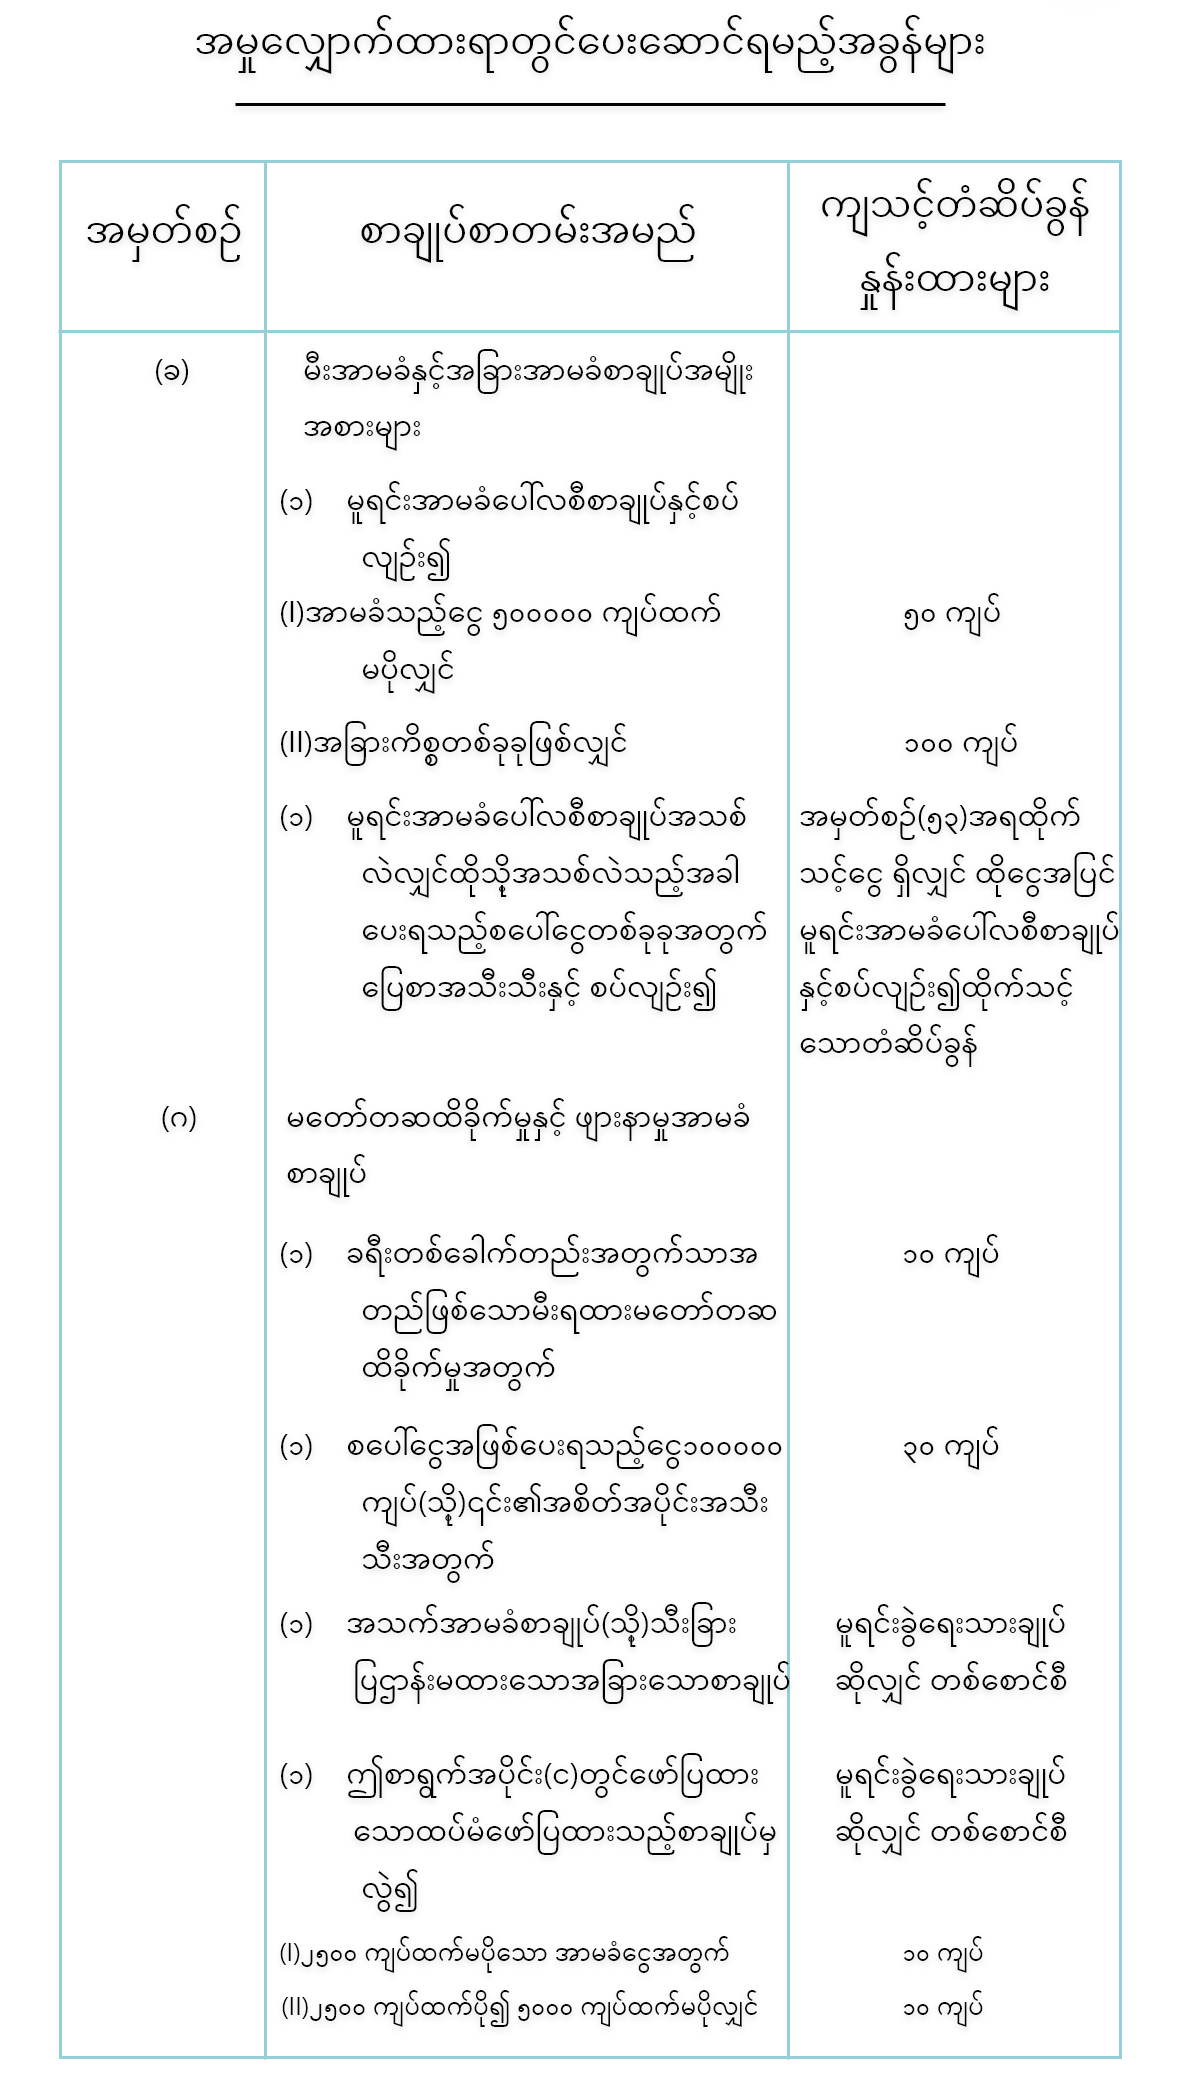 အမှုလျှောက်ထားရာတွင်ပေးဆောင်ရမည့်အခွန်များ
အမှတ်စဉ်
စာချုပ်စာတမ်းအမည်
ကျသင့်တံဆိပ်ခွန်
နှုန်းထားများ
(ခ)
မီးအာမခံနှင့်အခြားအာမခံစာချုပ်အမျိုး
အစားများ
(၁) မူရင်းအာမခံပေါ်လစီစာချုပ်နှင့်စပ်
လျဉ်း၍
(I)အာမခံသည့်ငွေ ၅၀၀၀၀၀ ကျပ်ထက်
မပိုလျှင်
၅၀ ကျပ်
(II)အခြားကိစ္စတစ်ခုခုဖြစ်လျှင်
၁၀၀ ကျပ်
(၁) မူရင်းအာမခံပေါ်လစီစာချုပ်အသစ်
လဲလျှင်ထိုသို့အသစ်လဲသည့်အခါ
ပေးရသည့်စပေါ်ငွေတစ်ခုခုအတွက်
ပြေစာအသီးသီးနှင့် စပ်လျဉ်း၍
အမှတ်စဉ်(၅၃)အရထိုက်
သင့်ငွေ ရှိလျှင် ထိုငွေအပြင်
မူရင်းအာမခံပေါ်လစီစာချုပ်
နှင့်စပ်လျဉ်း၍ထိုက်သင့်
သောတံဆိပ်ခွန်
(ဂ)
မတော်တဆထိခိုက်မှုနှင့် ဖျားနာမှုအာမခံ
စာချုပ်
(၁) ခရီးတစ်ခေါက်တည်းအတွက်သာအ
တည်ဖြစ်သောမီးရထားမတော်တဆ
ထိခိုက်မှုအတွက်
၁၀ ကျပ်
(၁) စပေါ်ငွေအဖြစ်ပေးရသည့်ငွေ၁၀၀၀၀၀
ကျပ်(သို့)၎င်း၏အစိတ်အပိုင်းအသီး
သီးအတွက်
၃၀ ကျပ်
(၁) အသက်အာမခံစာချုပ်(သို့)သီးခြား
ပြဌာန်းမထားသောအခြားသောစာချုပ်
မူရင်းခွဲရေးသားချုပ်
ဆိုလျှင် တစ်စောင်စီ
(၁) ဤစာရွက်အပိုင်း(င)တွင်ဖော်ပြထား
သောထပ်မံဖော်ပြထားသည့်စာချုပ်မှ
လွဲ၍
မူရင်းခွဲရေးသားချုပ်
ဆိုလျှင် တစ်စောင်စီ
(I)၂၅၀၀ ကျပ်ထက်မပိုသော အာမခံငွေအတွက်
၁၀ ကျပ်
(II)၂၅၀၀ ကျပ်ထက်ပို၍ ၅၀၀၀ ကျပ်ထက်မပိုလျှင်
၁၀ ကျပ်